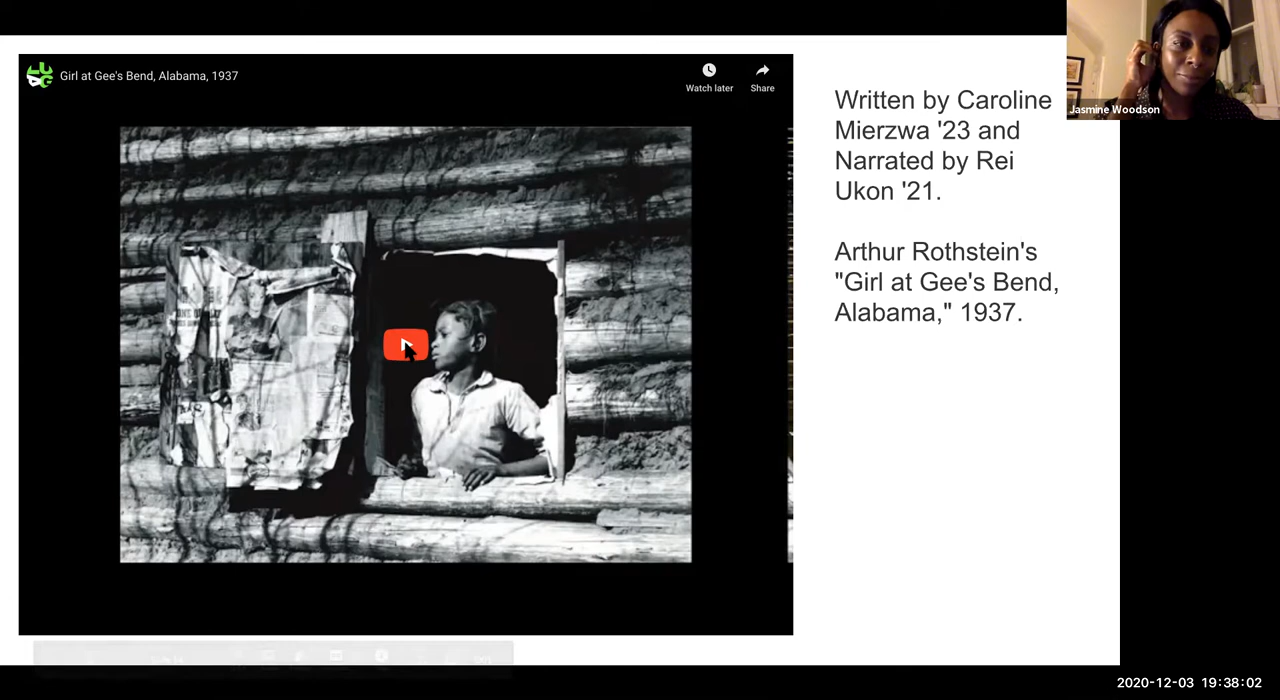 Girl at Gee's Bend, Alabama, 1937
Watch later
Share
Written by Caroline
Mierzwa '23 and
Narrated by Rei
Ukon '21.
Arthur Rothstein's
"Girl at Gee's Bend,
Alabama," 1937.
Jasmine Woodson
2020-12-03 19:38:02